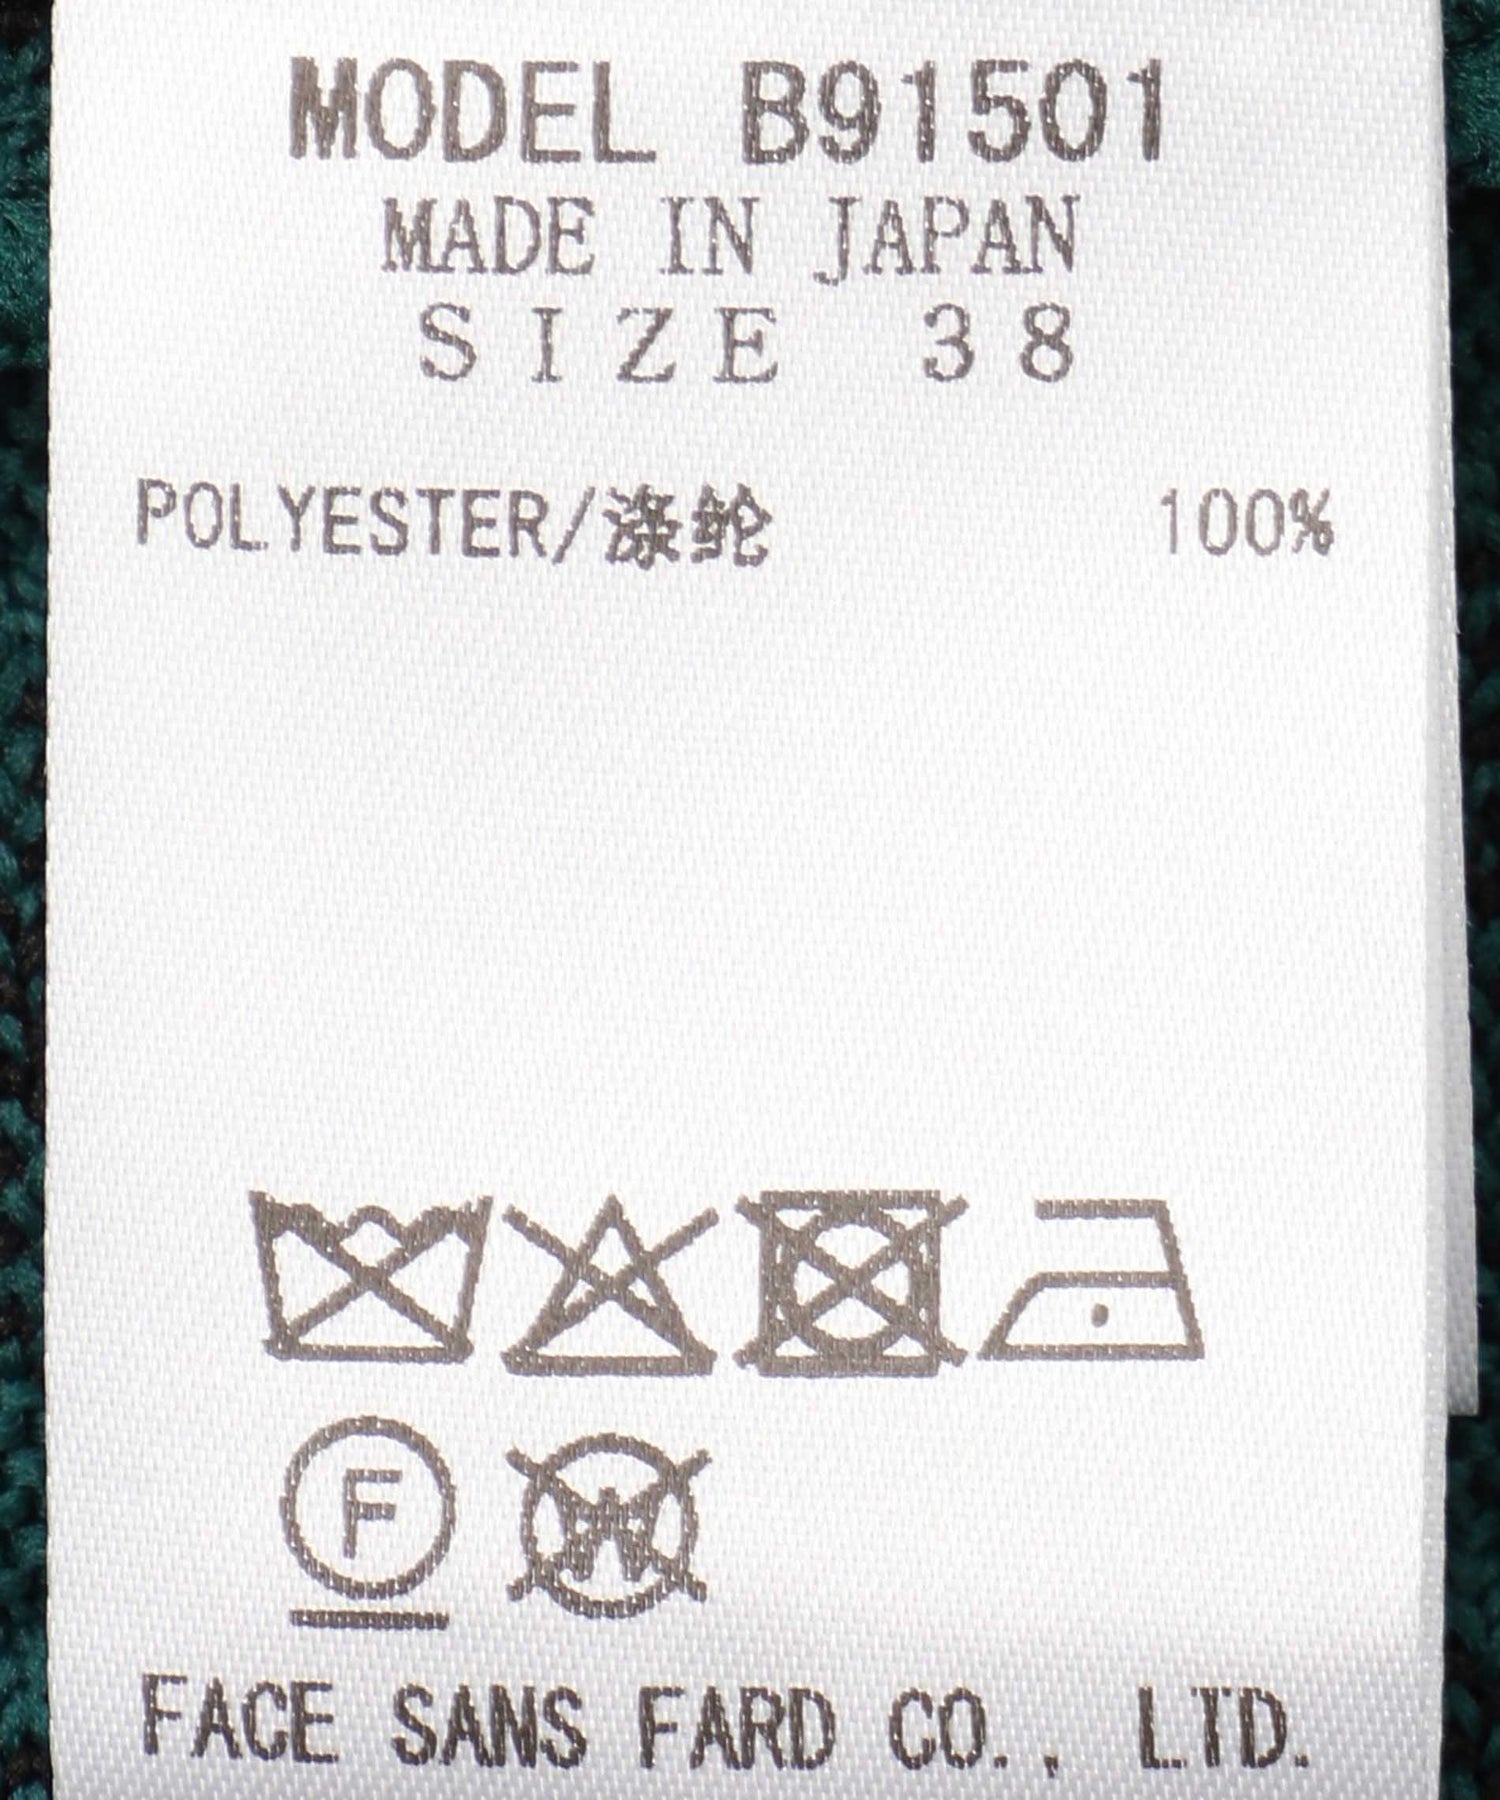 MODEL B91501
MADE IN JAPAN
SIZE 38
POLYESTER/涤纶 100%
F W
FACE SANS FARD CO., LTD.